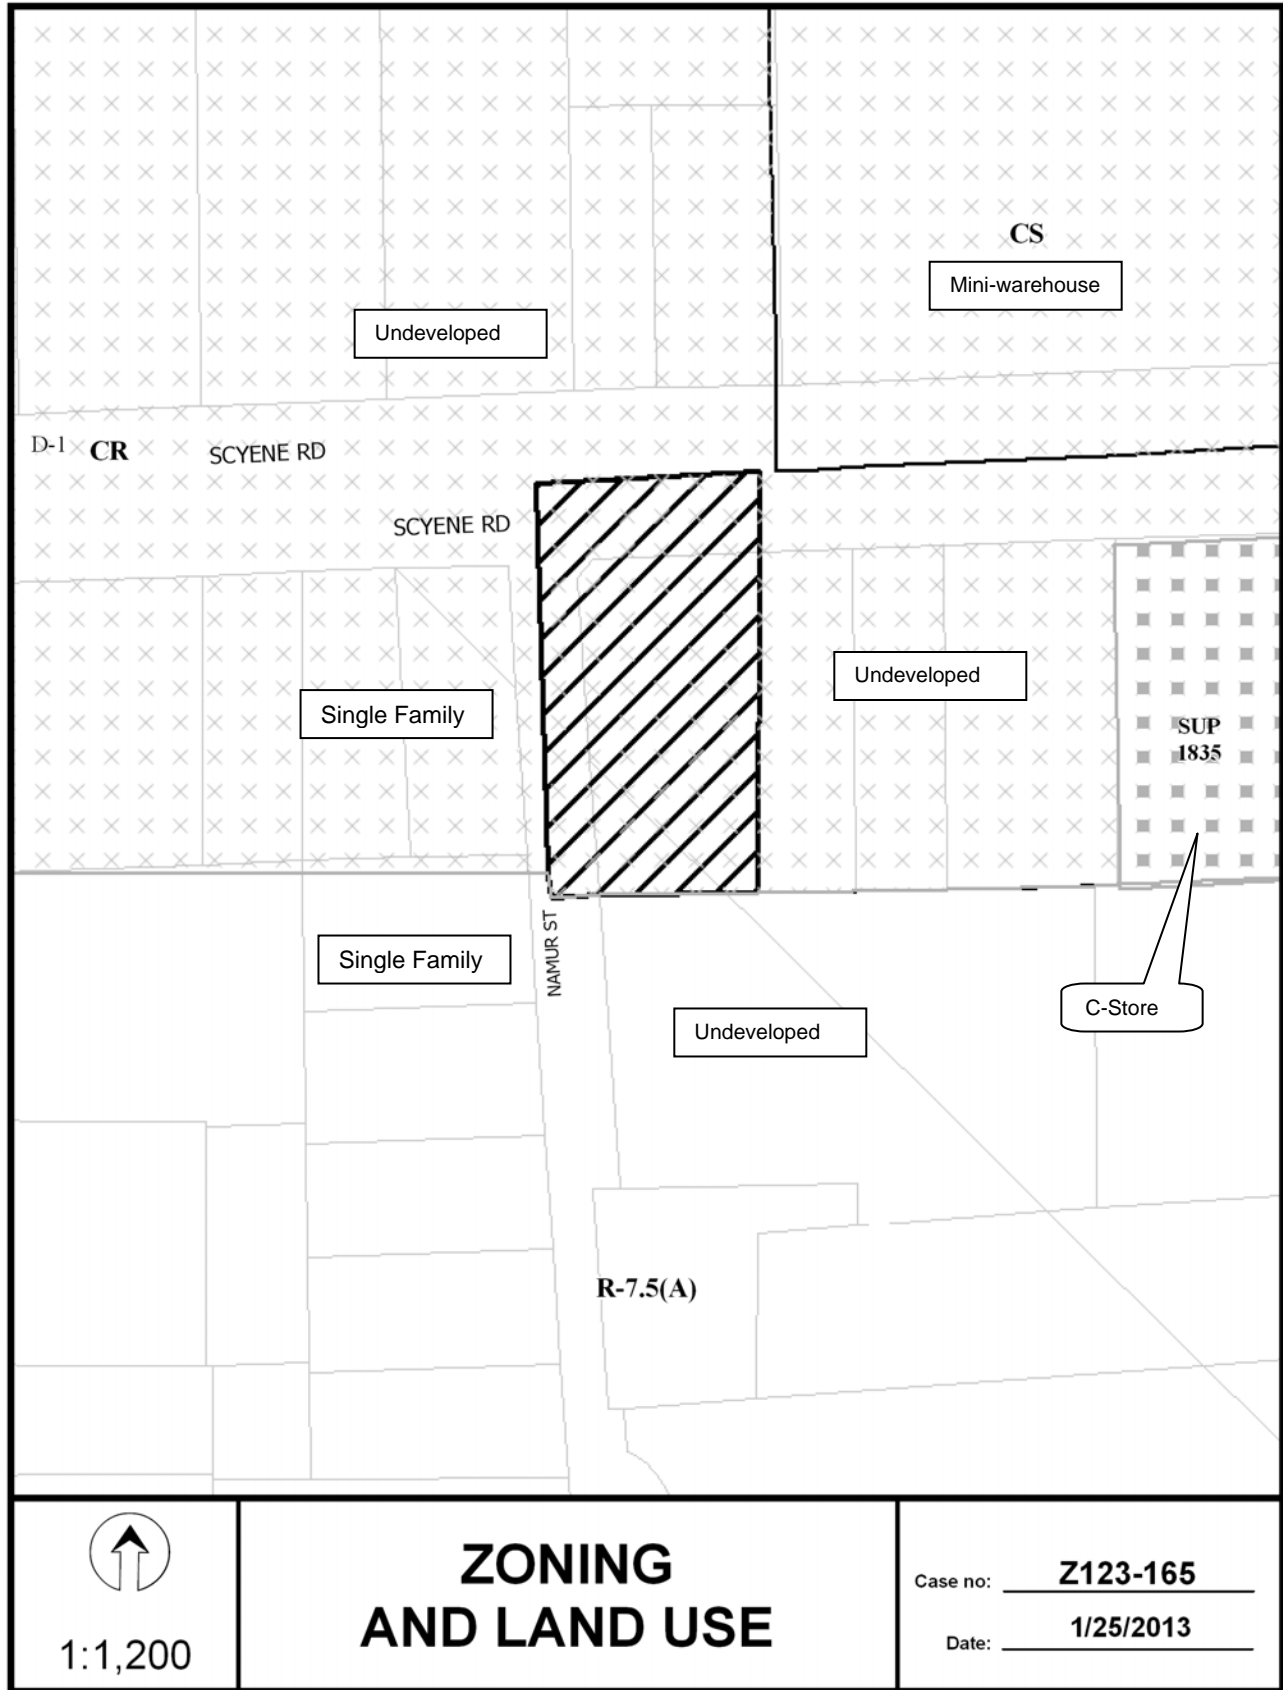 CS
Mini-warehouse
Undeveloped
D-1 CR SCYENE RD
SCYENE RD
Undeveloped
Single Family
SUP
1835
Single Family
NAMUR ST
C-Store
Undeveloped
R-7.5(A)
1:1,200
ZONING
AND LAND USE
Case no: Z123-165
Date: 1/25/2013